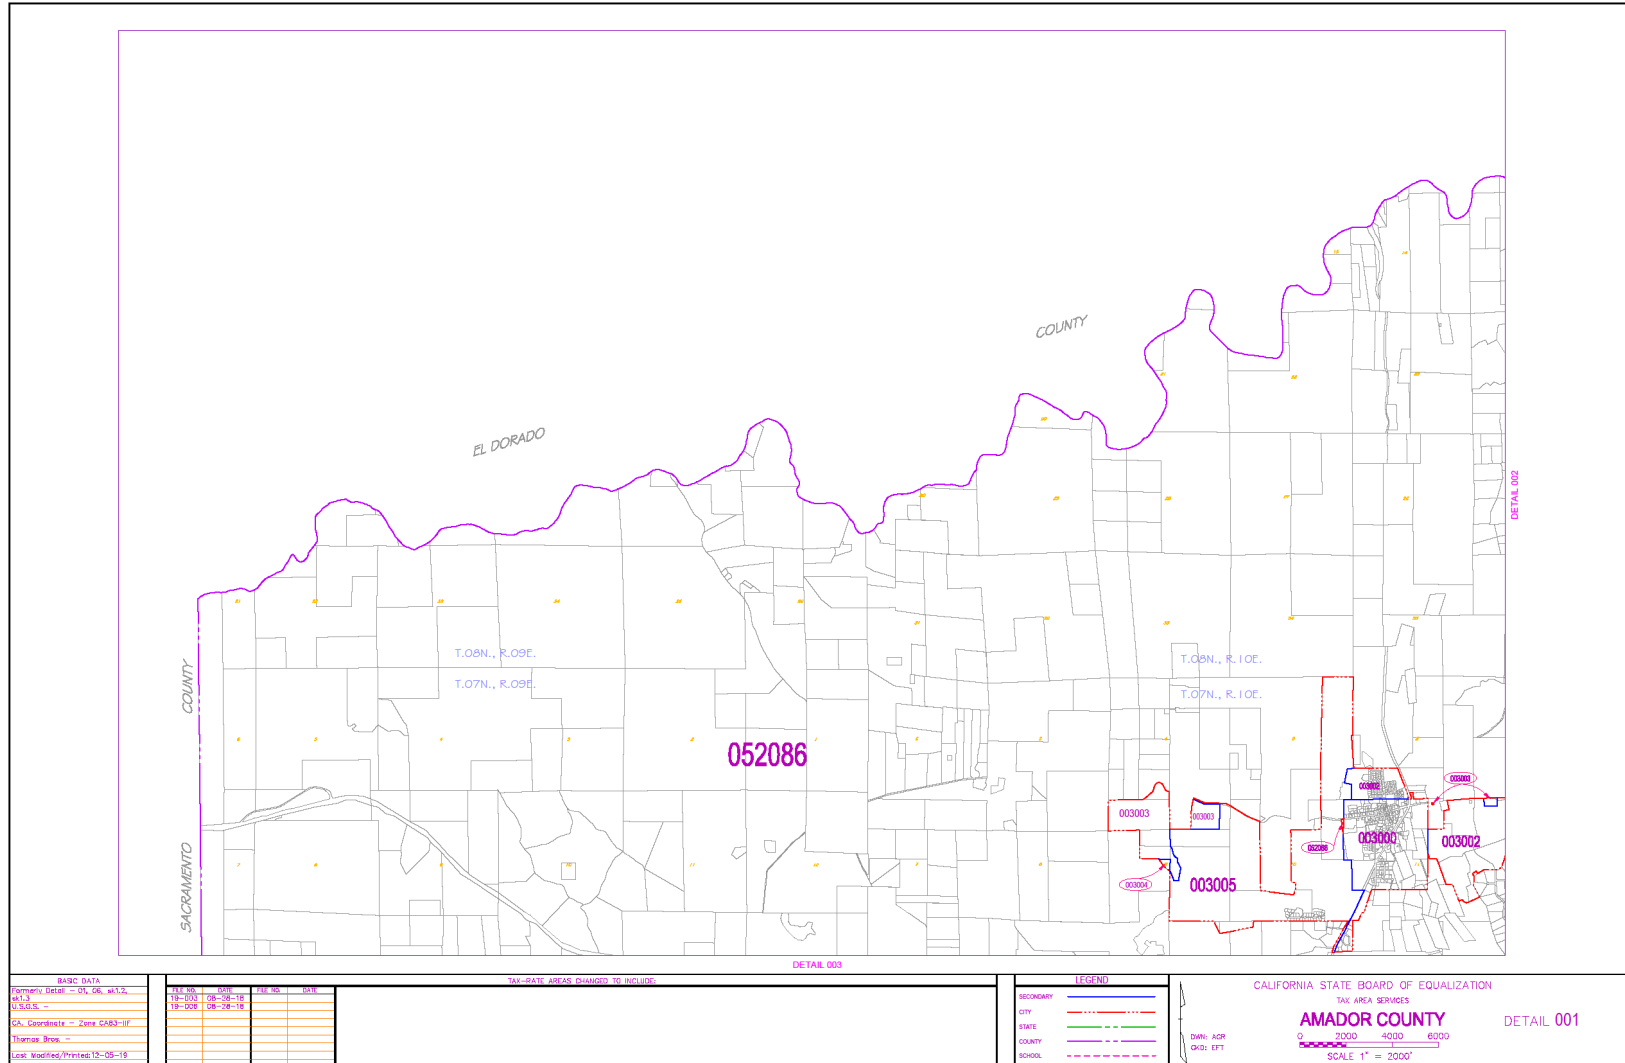 COUNTY
EL DORADO
DETAIL 002
T.08N., R.09E.
T.07N., R.09E.
T.08N., R.10E.
T.07N., R.10E.
COUNTY
SACRAMENTO
052086
003002
003003
003003
003003
052086
003000
003002
003004
003005
DETAIL 003
BASIC DATA
Formerly Detail - 01, 06, sk1.2,
sk1.3
U.S.G.S. -
CA. Coordinate - Zone CA83-IIF
Thomas Bros. -
Last Modified/Printed:12-05-19
FILE NO. DATE FILE NO. DATE
19-003 08-28-18
19-006 08-28-18
TAX-RATE AREAS CHANGED TO INCLUDE:
LEGEND
SECONDARY
CITY
STATE
COUNTY
SCHOOL
DWN: AGR
CKD: EFT
CALIFORNIA STATE BOARD OF EQUALIZATION
TAX AREA SERVICES
AMADOR COUNTY
0 2000 4000 6000
SCALE 1" = 2000'
DETAIL 001